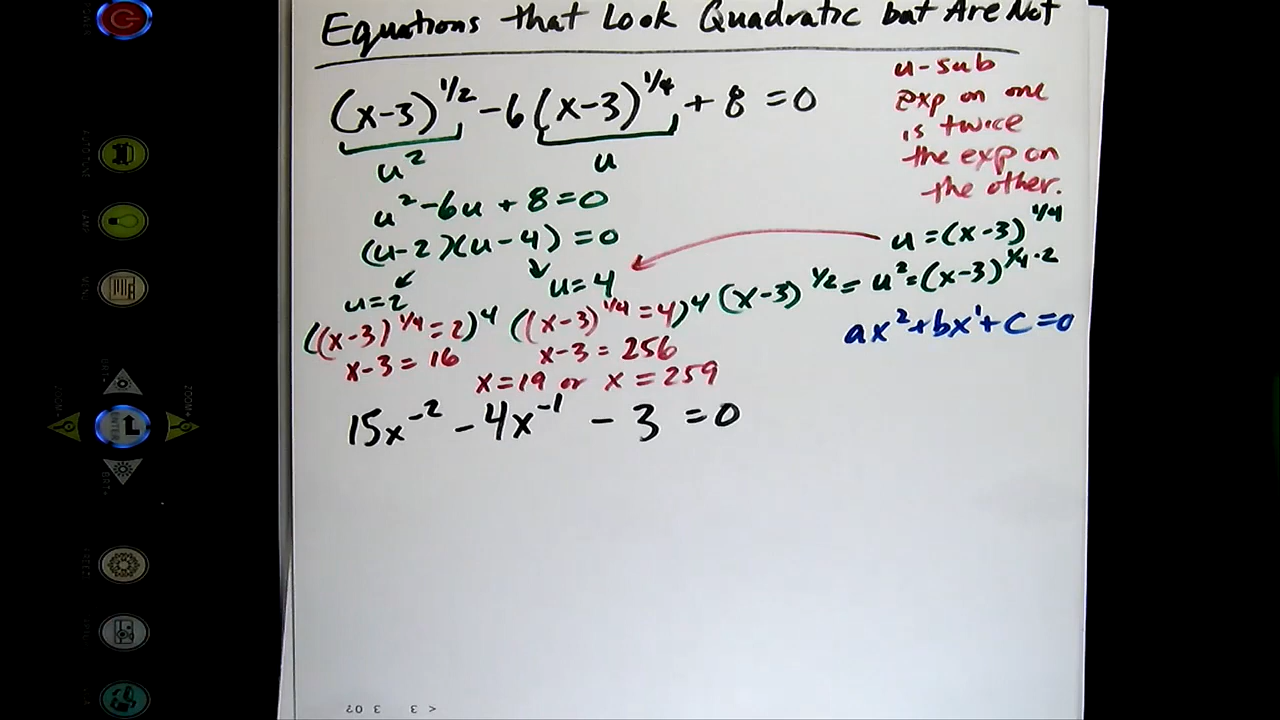 Equations that Look Quadratic but Are Not
(x-3)^1/2 - 6(x-3)^1/4 + 8 = 0
u^2 u
u^2 - 6u + 8 = 0
(u-2)(u-4) = 0
u=2 u=4
((x-3)^1/4 = 2)^4 ((x-3)^1/4 = 4)^4
x-3 = 16 x-3 = 256
x=19 or x=259
u-sub
exp on one
is twice
the exp on
the other.
u=(x-3)^1/4
(x-3)^1/2 = u^2=(x-3)^1/4·2
ax^2+bx^1+c=0
15x^-2 - 4x^-1 - 3 = 0
ENTER
ZOOM-
ZOOM+
BRT+